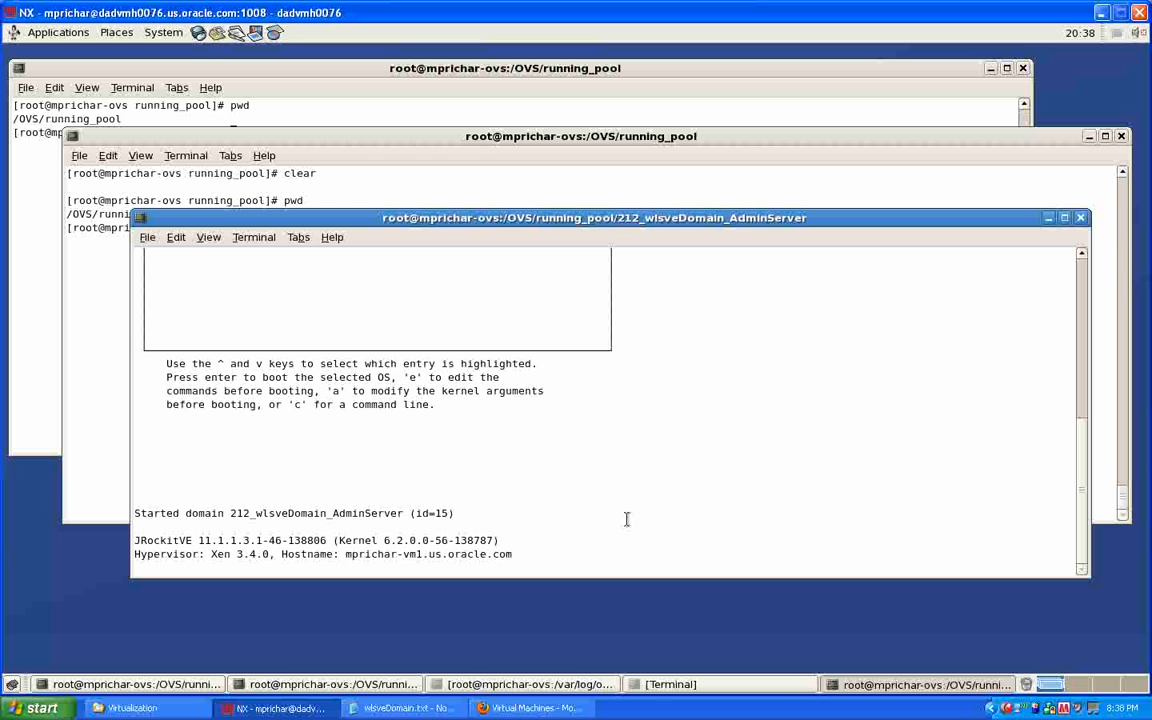 NX - mprichar@dadvmh0076.us.oracle.com:1008 - dadvmh0076
Applications Places System 20:38
root@mprichar-ovs:/OVS/running_pool
File Edit View Terminal Tabs Help
[root@mprichar-ovs running_pool]# pwd
/OVS/running_pool
[root@mp
root@mprichar-ovs:/OVS/running_pool
File Edit View Terminal Tabs Help
[root@mprichar-ovs running_pool]# clear
[root@mprichar-ovs running_pool]# pwd
/OVS/runni
[root@mpri
root@mprichar-ovs:/OVS/running_pool/212_wlsveDomain_AdminServer
File Edit View Terminal Tabs Help
Use the ^ and v keys to select which entry is highlighted.
Press enter to boot the selected OS, 'e' to edit the
commands before booting, 'a' to modify the kernel arguments
before booting, or 'c' for a command line.
Started domain 212_wlsveDomain_AdminServer (id=15)
JRockitVE 11.1.1.3.1-46-138806 (Kernel 6.2.0.0-56-138787)
Hypervisor: Xen 3.4.0, Hostname: mprichar-vm1.us.oracle.com
root@mprichar-ovs:/OVS/runni... root@mprichar-ovs:/OVS/runni... [root@mprichar-ovs:/var/log/o... [Terminal] root@mprichar-ovs:/OVS/runni...
start Virtualization NX - mprichar@dadv... wlsveDomain.txt - No... Virtual Machines - Mo... 8:38 PM